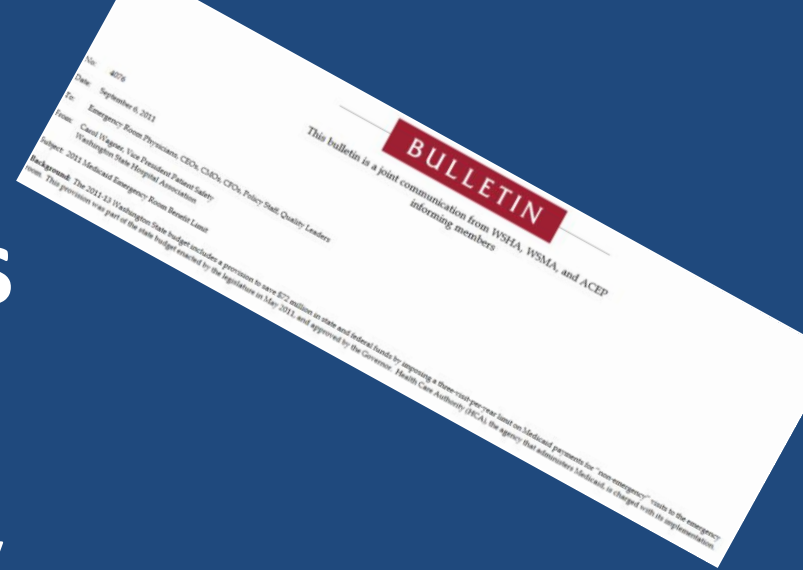 BULLETIN
This bulletin is a joint communication from WSHA, WSMA, and ACEP
informing members
No: 4076
Date: September 6, 2011
To: Emergency Room Physicians, CEOs, CMOs, CFOs, Policy Staff, Quality Leaders
From: Carol Wagner, Vice President Patient Safety
Washington State Hospital Association
Subject: 2011 Medicaid Emergency Room Benefit Limit
Background: The 2011-13 Washington State budget includes a provision to save $72 million in state and federal funds by imposing a three-visit-per-year limit on Medicaid payments for "non-emergency" visits to the emergency
room. This provision was part of the state budget enacted by the legislature in May 2011, and approved by the Governor. Health Care Authority (HCA), the agency that administers Medicaid, is charged with its implementation.
s